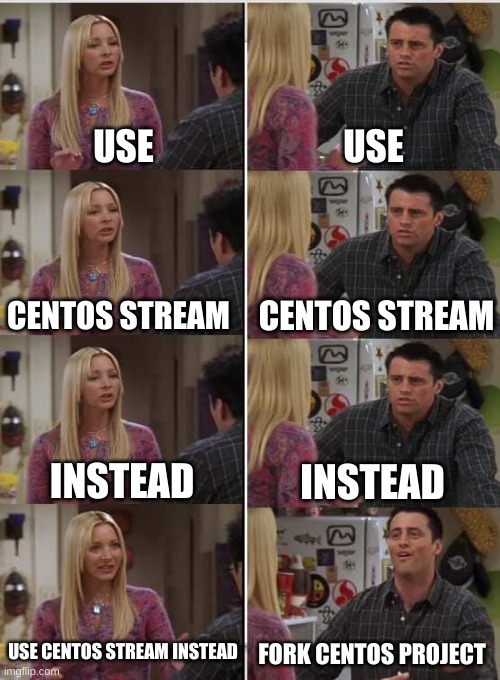 USE
USE
CENTOS STREAM
CENTOS STREAM
INSTEAD
INSTEAD
USE CENTOS STREAM INSTEAD
FORK CENTOS PROJECT
imgflip.com